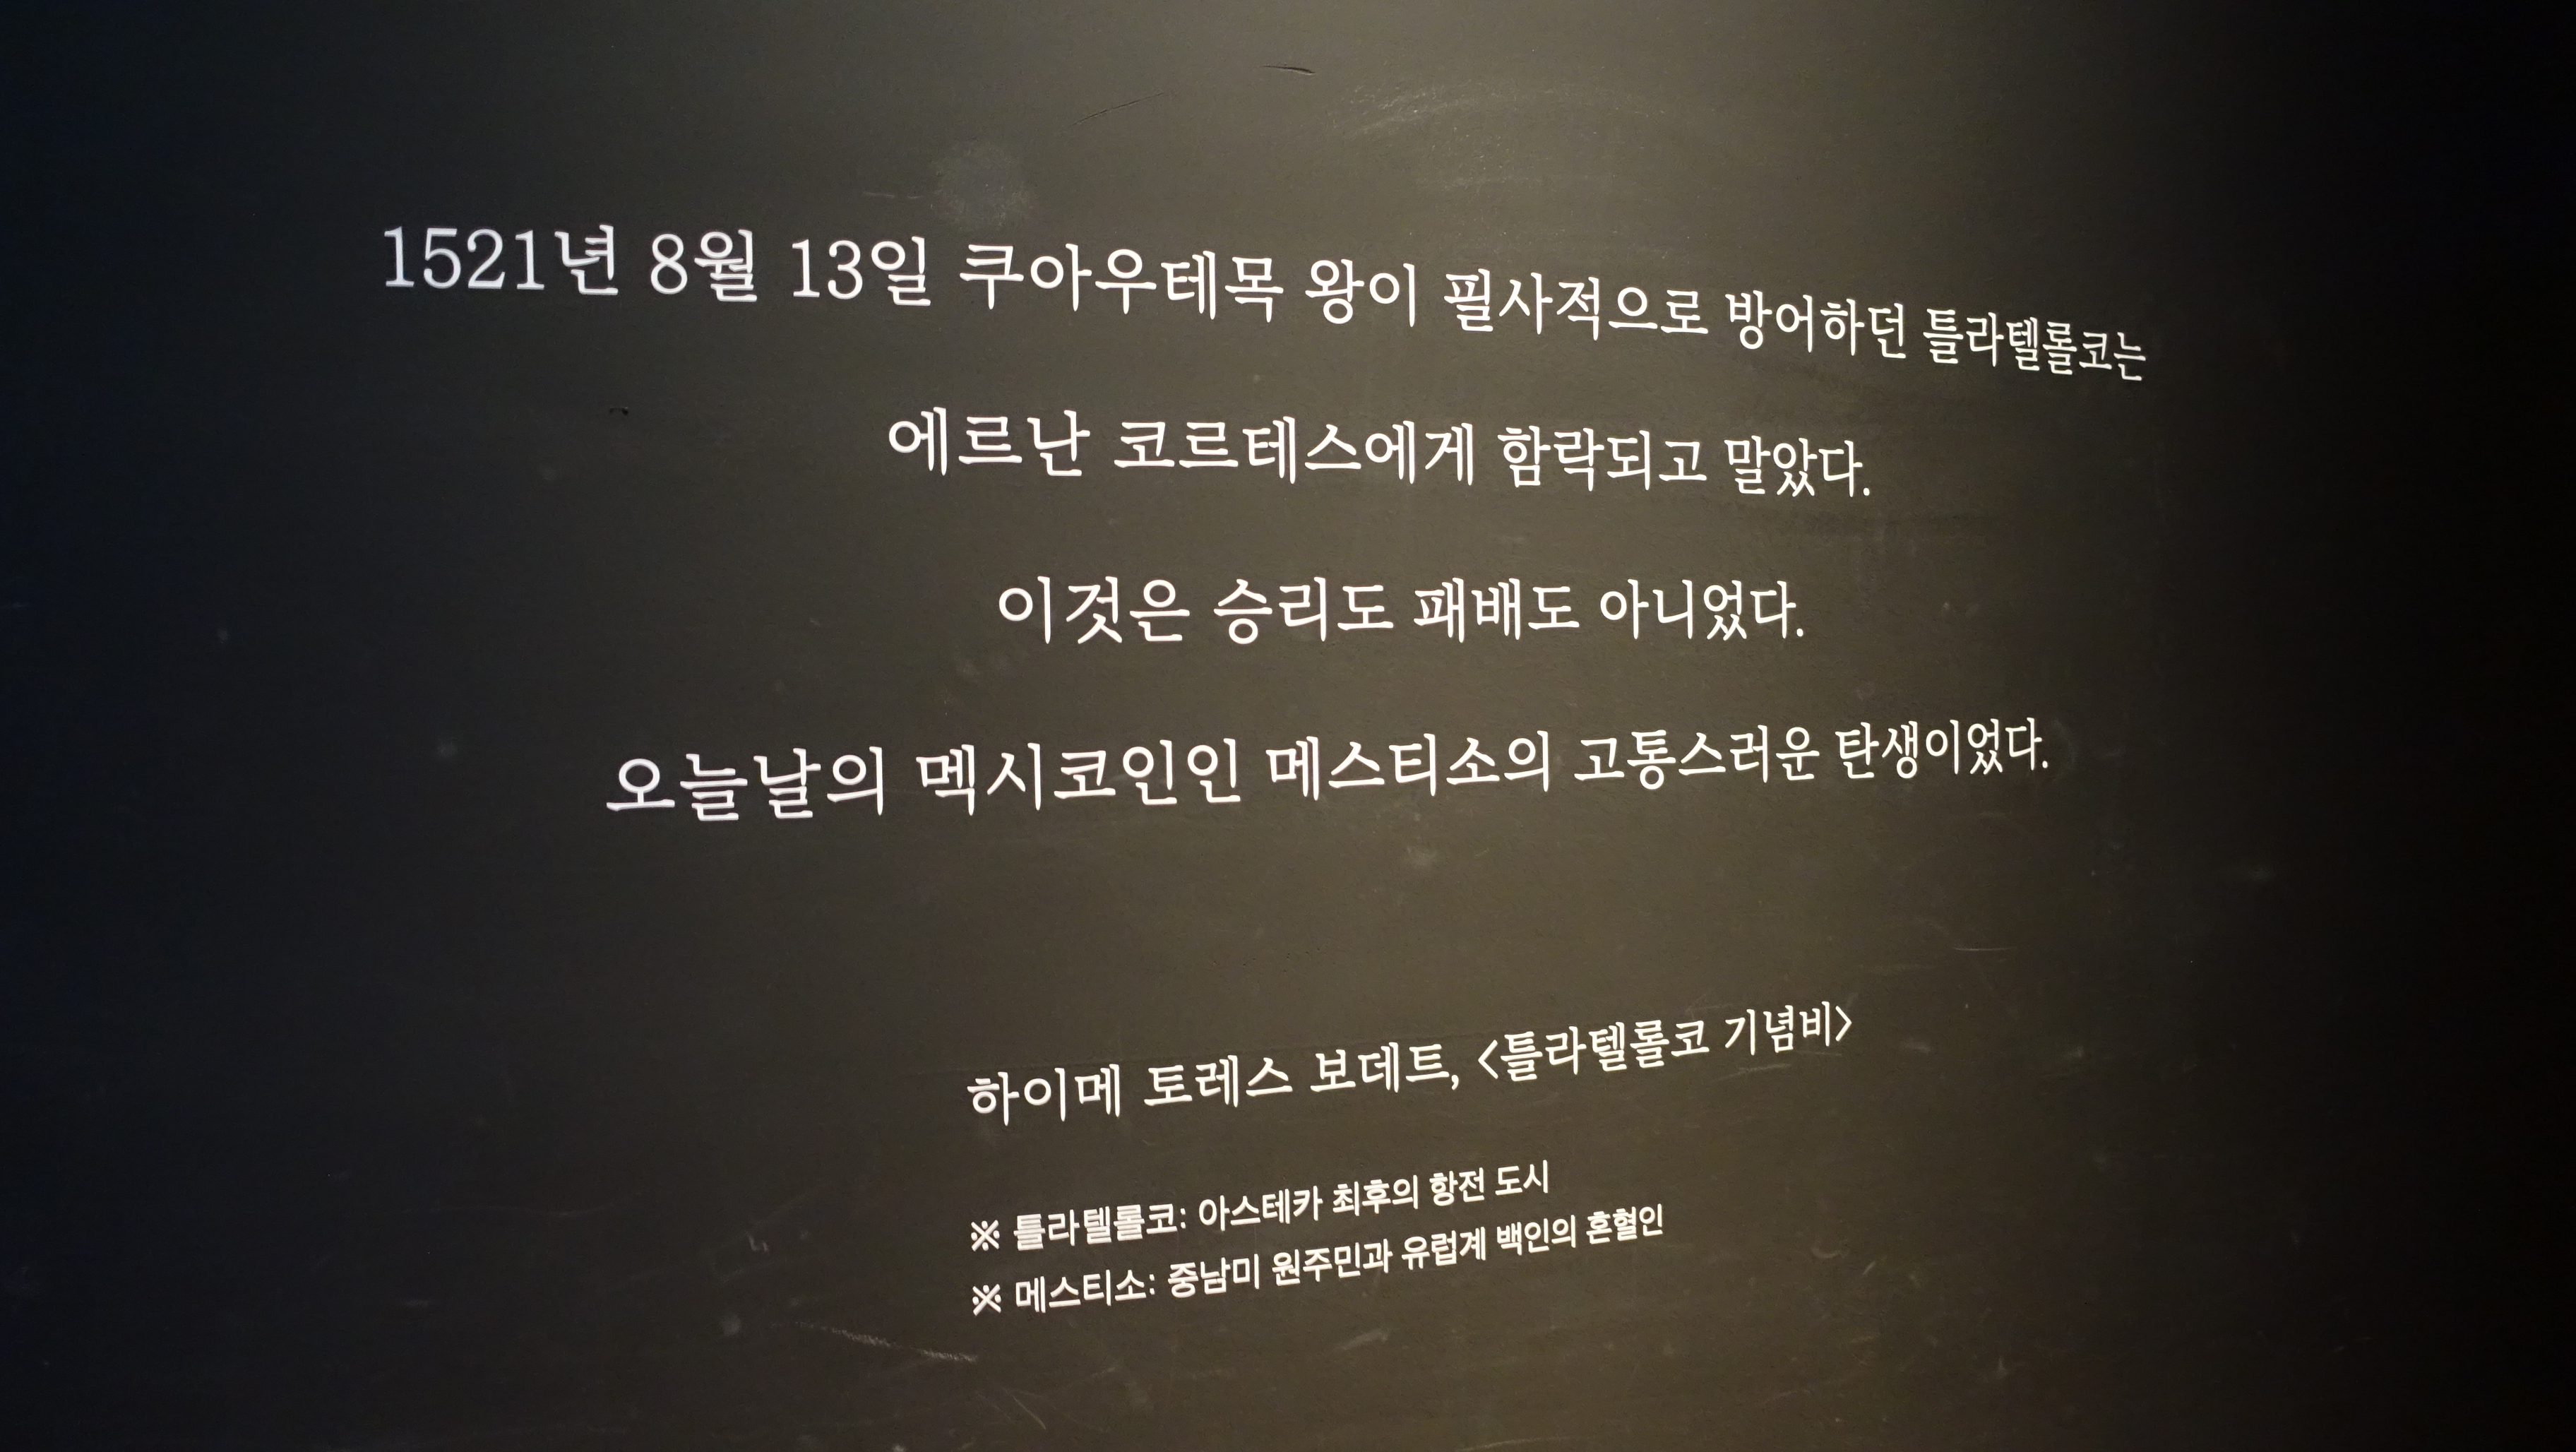 1521년 8월 13일 쿠아우테목 왕이 필사적으로 방어하던 틀라텔롤코는
에르난 코르테스에게 함락되고 말았다.
이것은 승리도 패배도 아니었다.
오늘날의 멕시코인인 메스티소의 고통스러운 탄생이었다.
하이메 토레스 보데트, <틀라텔롤코 기념비>
※ 틀라텔롤코: 아스테카 최후의 항전 도시
※ 메스티소: 중남미 원주민과 유럽계 백인의 혼혈인